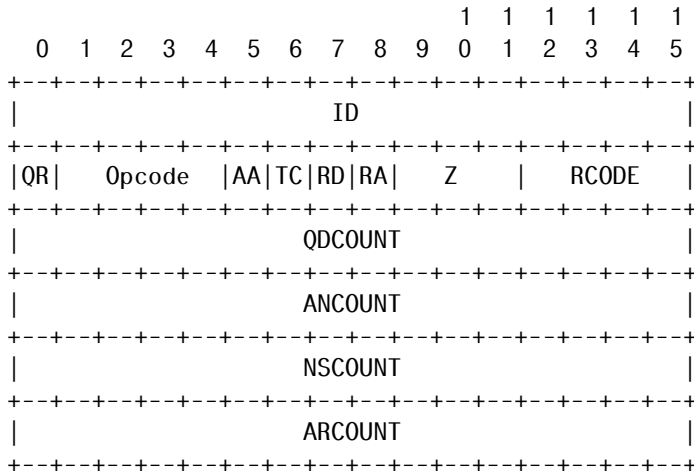 1 1 1 1 1 1
0 1 2 3 4 5 6 7 8 9 0 1 2 3 4 5
+--+--+--+--+--+--+--+--+--+--+--+--+--+--+--+--+
| ID |
+--+--+--+--+--+--+--+--+--+--+--+--+--+--+--+--+
|QR| Opcode |AA|TC|RD|RA| Z | RCODE |
+--+--+--+--+--+--+--+--+--+--+--+--+--+--+--+--+
| QDCOUNT |
+--+--+--+--+--+--+--+--+--+--+--+--+--+--+--+--+
| ANCOUNT |
+--+--+--+--+--+--+--+--+--+--+--+--+--+--+--+--+
| NSCOUNT |
+--+--+--+--+--+--+--+--+--+--+--+--+--+--+--+--+
| ARCOUNT |
+--+--+--+--+--+--+--+--+--+--+--+--+--+--+--+--+